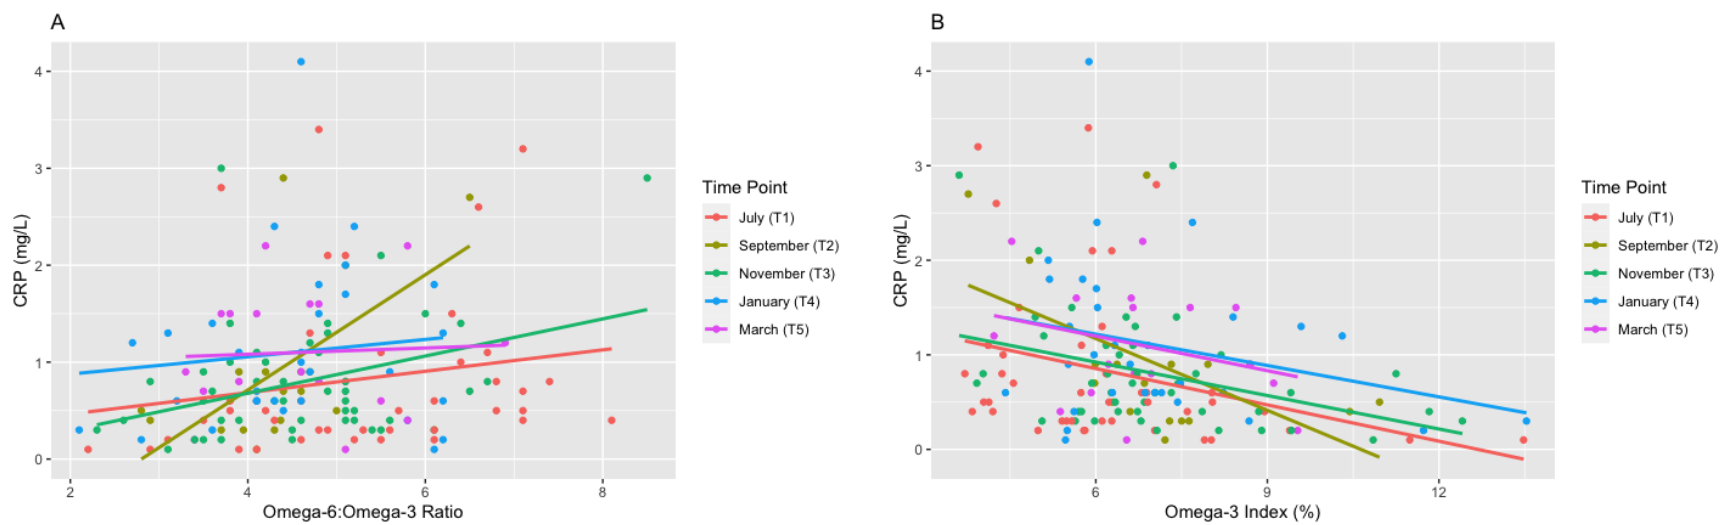 A
CRP (mg/L)
4
3
2
1
0
2
4
6
8
Omega-6:Omega-3 Ratio
Time Point
July (T1)
September (T2)
November (T3)
January (T4)
March (T5)
B
CRP (mg/L)
4
3
2
1
0
6
9
12
Omega-3 Index (%)
Time Point
July (T1)
September (T2)
November (T3)
January (T4)
March (T5)